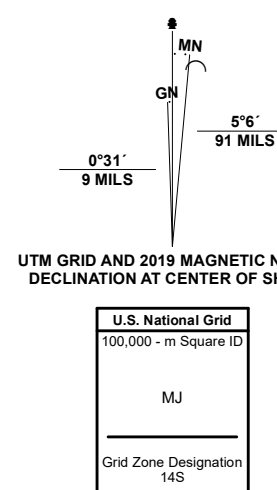 MN
GN
5°6´
91 MILS
0°31´
9 MILS
UTM GRID AND 2019 MAGNETIC
DECLINATION AT CENTER OF
U.S. National Grid
100,000 - m Square ID
MJ
Grid Zone Designation
14S